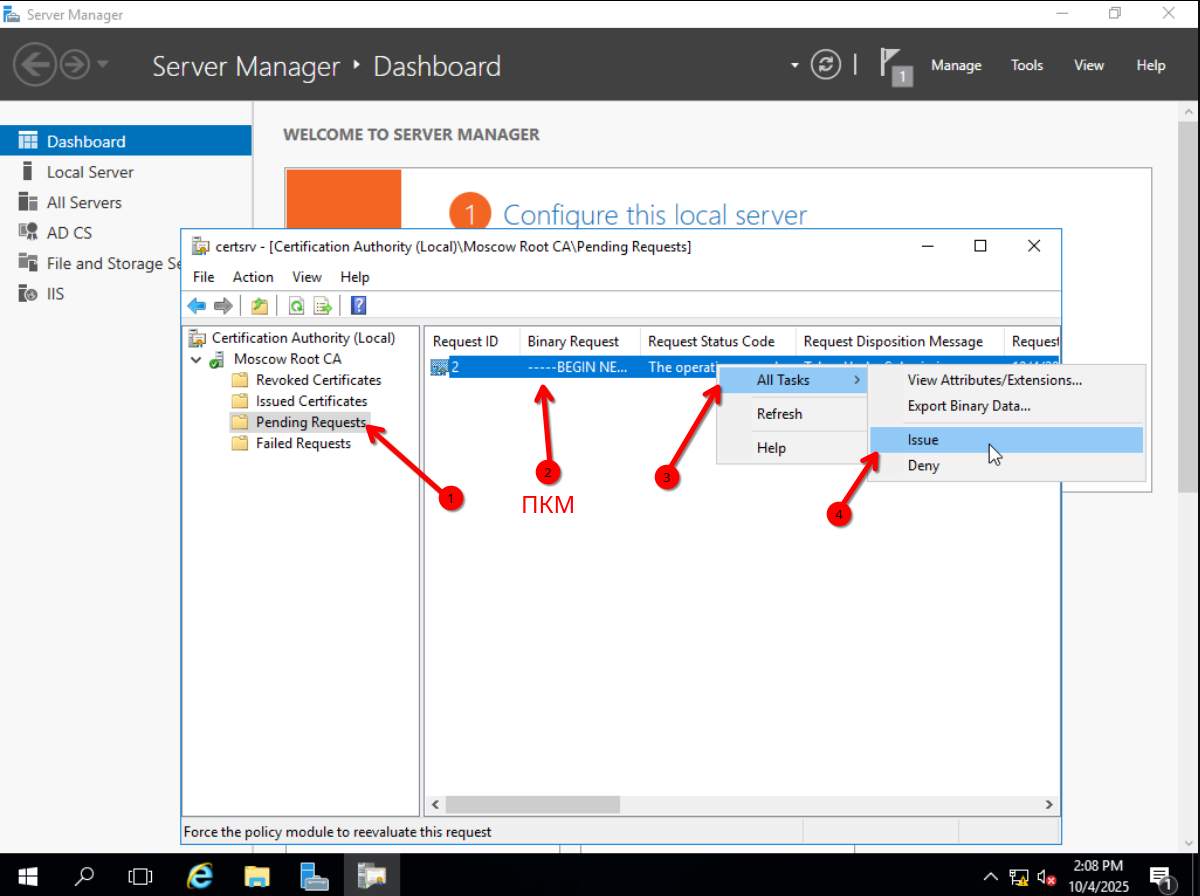 Server Manager
Server Manager ‣ Dashboard
1
Manage
Tools
View
Help
Dashboard
Local Server
All Servers
AD CS
File and Storage Se
IIS
WELCOME TO SERVER MANAGER
1 Configure this local server
certsrv - [Certification Authority (Local)\Moscow Root CA\Pending Requests]
File Action View Help
Certification Authority (Local)
Moscow Root CA
Revoked Certificates
Issued Certificates
Pending Requests
Failed Requests
Request ID Binary Request Request Status Code Request Disposition Message Request
2 -----BEGIN NE... The operati
All Tasks
Refresh
Help
View Attributes/Extensions...
Export Binary Data...
Issue
Deny
1
2
ПКМ
3
4
Force the policy module to reevaluate this request
2:08 PM
10/4/2025
1